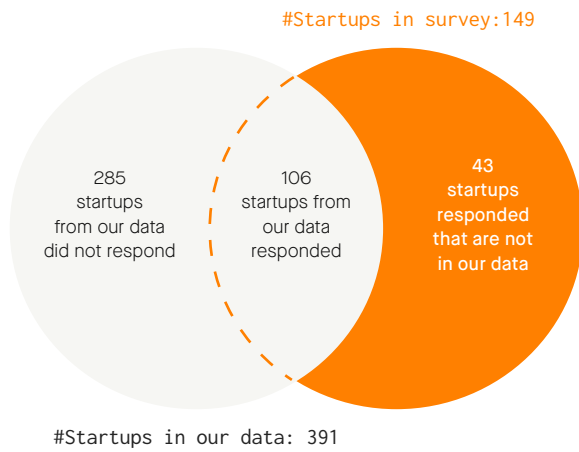 #Startups in survey:149
285
startups
from our data
did not respond
106
startups from
our data
responded
43
startups
responded
that are not
in our data
#Startups in our data: 391